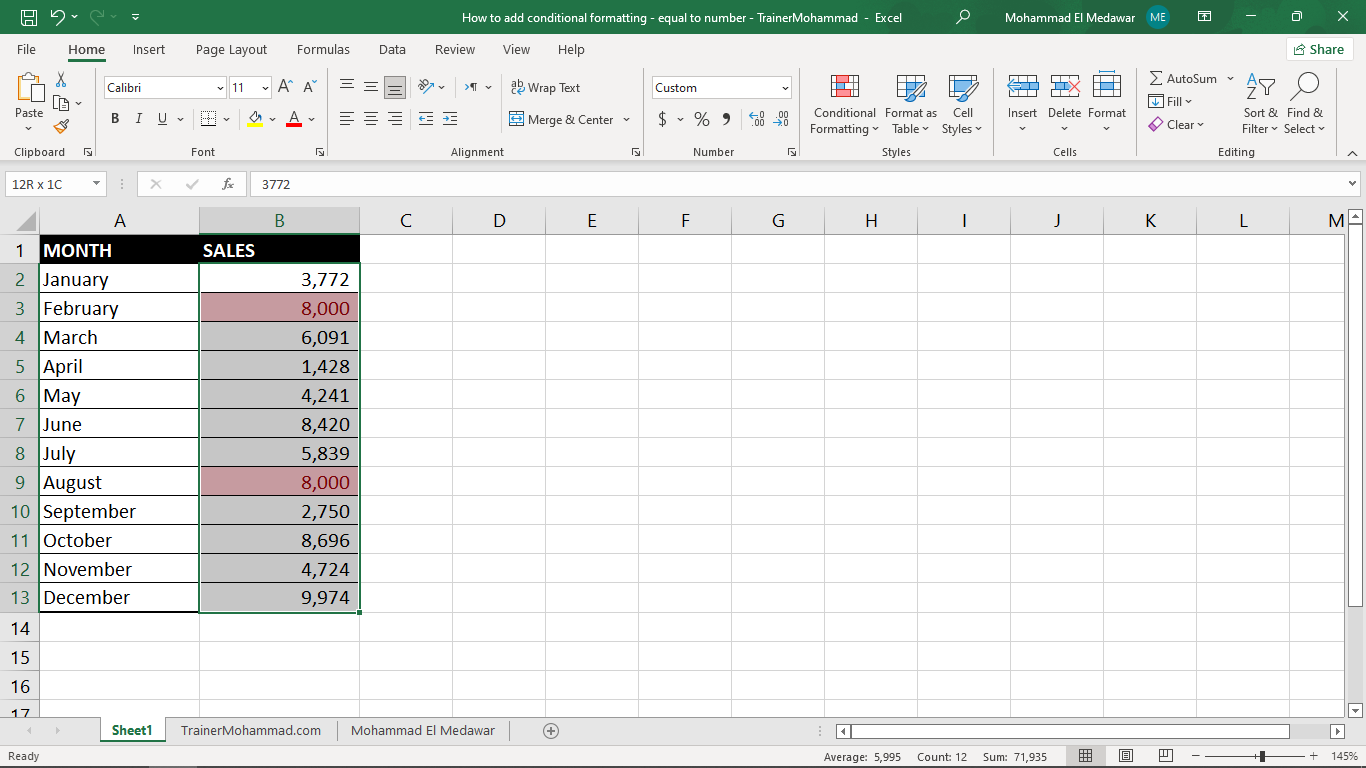 How to add conditional formatting - equal to number - TrainerMohammad - Excel
Mohammad El Medawar ME
File Home Insert Page Layout Formulas Data Review View Help Share
Paste
Clipboard
Calibri 11
B I U A
Font
Wrap Text
Merge & Center
Alignment
Custom
$ % 9
Number
Conditional Formatting
Format as Table
Cell Styles
Styles
Insert Delete Format
Cells
AutoSum
Fill
Clear
Sort & Filter
Find & Select
Editing
12R x 1C fx 3772
A B C D E F G H I J K L M
1 MONTH SALES
2 January 3,772
3 February 8,000
4 March 6,091
5 April 1,428
6 May 4,241
7 June 8,420
8 July 5,839
9 August 8,000
10 September 2,750
11 October 8,696
12 November 4,724
13 December 9,974
14
15
16
17
Sheet1 TrainerMohammad.com Mohammad El Medawar
Ready Average: 5,995 Count: 12 Sum: 71,935 145%